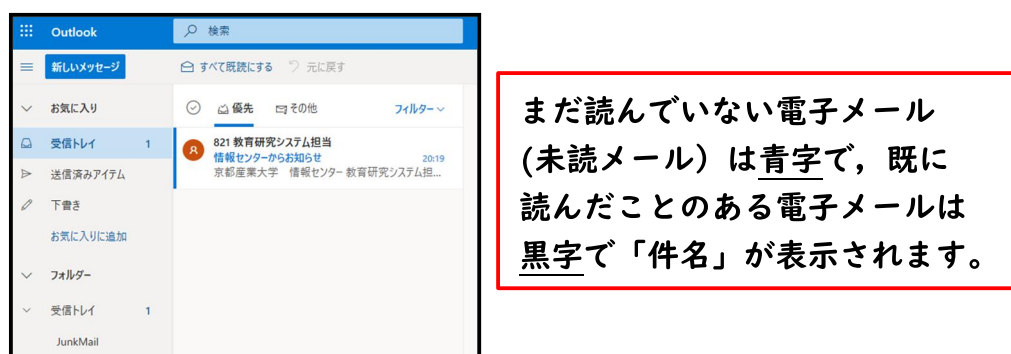 Outlook
検索
新しいメッセージ
すべて既読にする 元に戻す
お気に入り
受信トレイ 1
送信済みアイテム
下書き
お気に入りに追加
フォルダー
受信トレイ 1
JunkMail
優先 その他 フィルター
A
821 教育研究システム担当
情報センターからお知らせ 20:19
京都産業大学 情報センター 教育研究システム担...
まだ読んでいない電子メール
(未読メール）は青字で，既に
読んだことのある電子メールは
黒字で「件名」が表示されます。